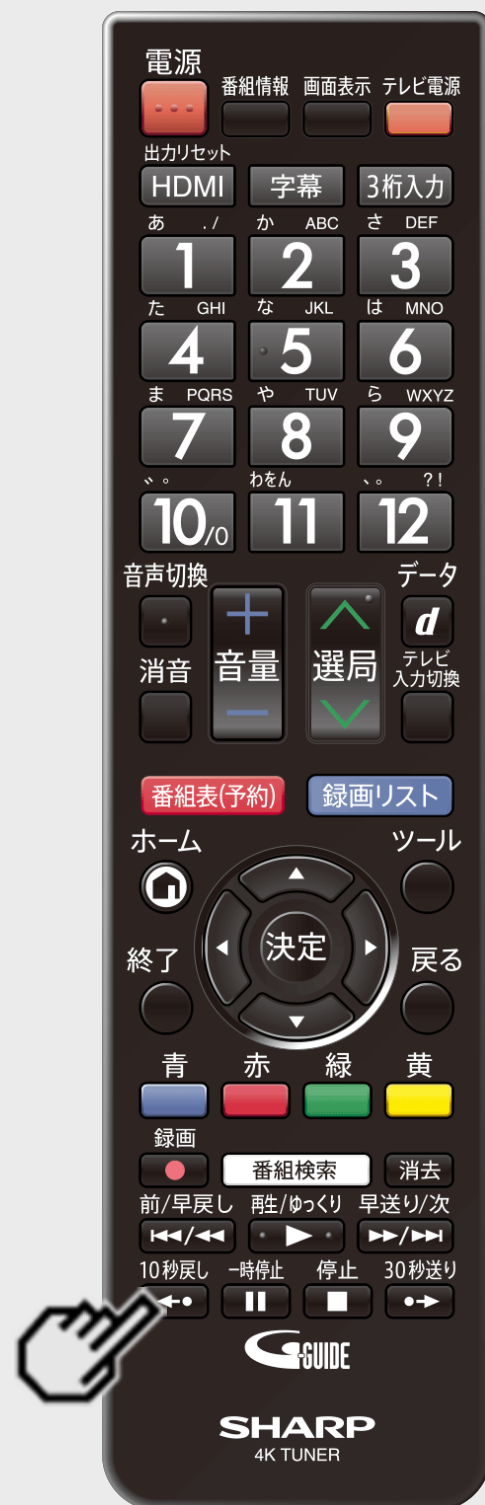 電源
番組情報 画面表示 テレビ電源
出力リセット
HDMI 字幕 3桁入力
あ ./ か ABC さ DEF
1 2 3
た GHI な JKL は MNO
4 5 6
ま PQRS や TUV ら WXYZ
7 8 9
゛゜ わをん 、。 ?!
10/0 11 12
音声切換 データ
+ d
消音 音量 選局 テレビ
入力切換
−
番組表(予約) 録画リスト
ホーム ツール
決定
終了 戻る
青 赤 緑 黄
録画
番組検索 消去
前/早戻し 再生/ゆっくり 早送り/次
10秒戻し 一時停止 停止 30秒送り
G-GUIDE
SHARP
4K TUNER